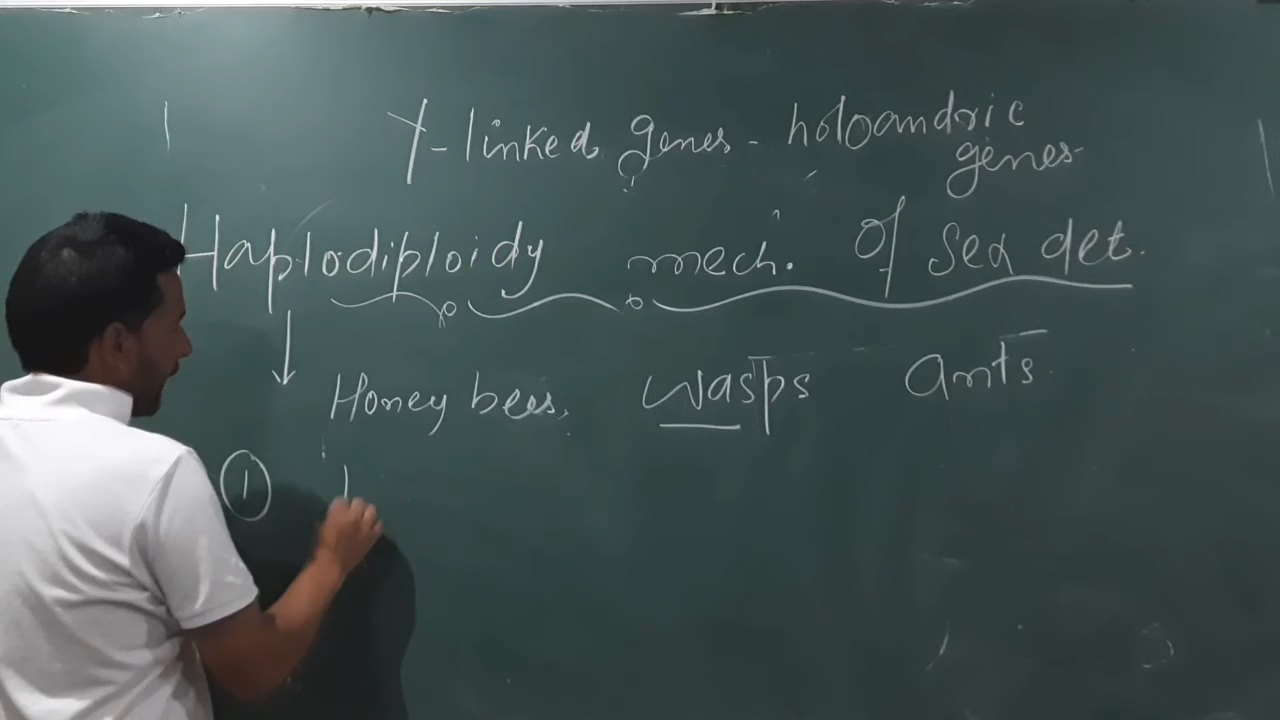 Y-linked genes - holoandric
genes-
Haplodiploidy mech. Of Sex det.
Honey bees, wasps ants
1